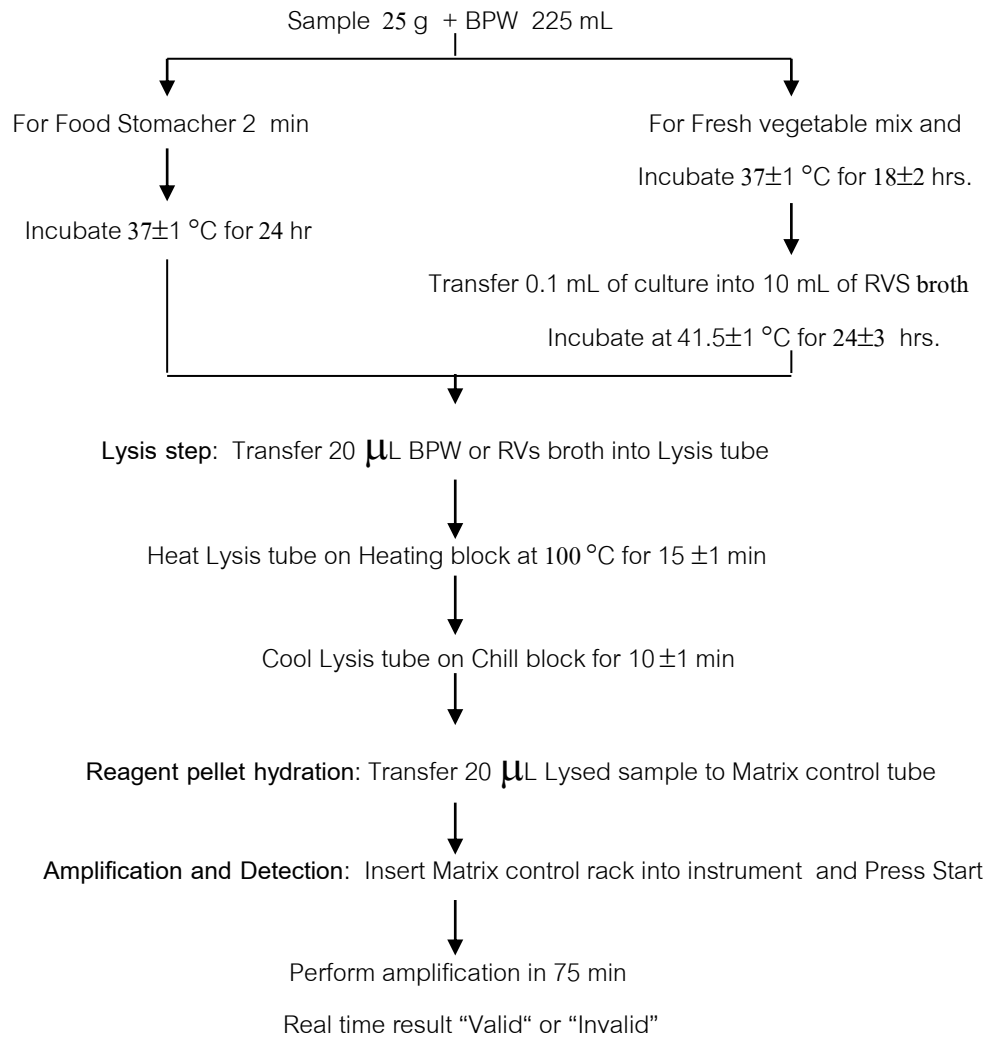 Sample 25 g + BPW 225 mL
For Food Stomacher 2 min
For Fresh vegetable mix and
Incubate 37±1 °C for 18±2 hrs.
Incubate 37±1 °C for 24 hr
Transfer 0.1 mL of culture into 10 mL of RVS broth
Incubate at 41.5±1 °C for 24±3 hrs.
Lysis step: Transfer 20 µL BPW or RVs broth into Lysis tube
Heat Lysis tube on Heating block at 100 °C for 15 ±1 min
Cool Lysis tube on Chill block for 10 ±1 min
Reagent pellet hydration: Transfer 20 µL Lysed sample to Matrix control tube
Amplification and Detection: Insert Matrix control rack into instrument and Press Start
Perform amplification in 75 min
Real time result “Valid“ or “Invalid”